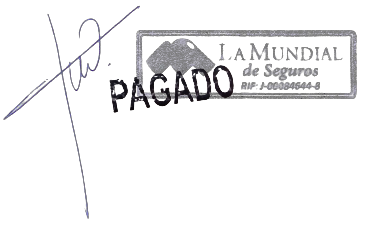 LA MUNDIAL
de Seguros
RIF: J-00084644-8
PAGADO